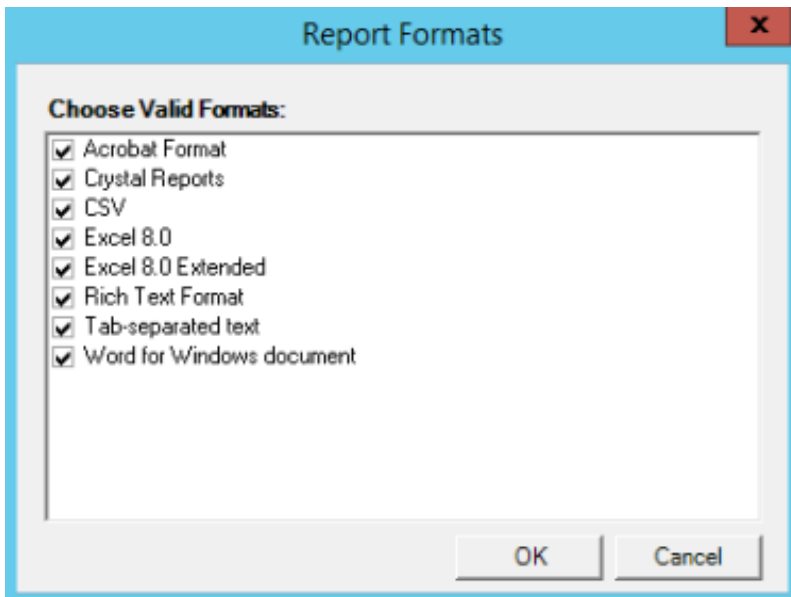 Report Formats
x
Choose Valid Formats:
Acrobat Format
Crystal Reports
CSV
Excel 8.0
Excel 8.0 Extended
Rich Text Format
Tab-separated text
Word for Windows document
OK Cancel